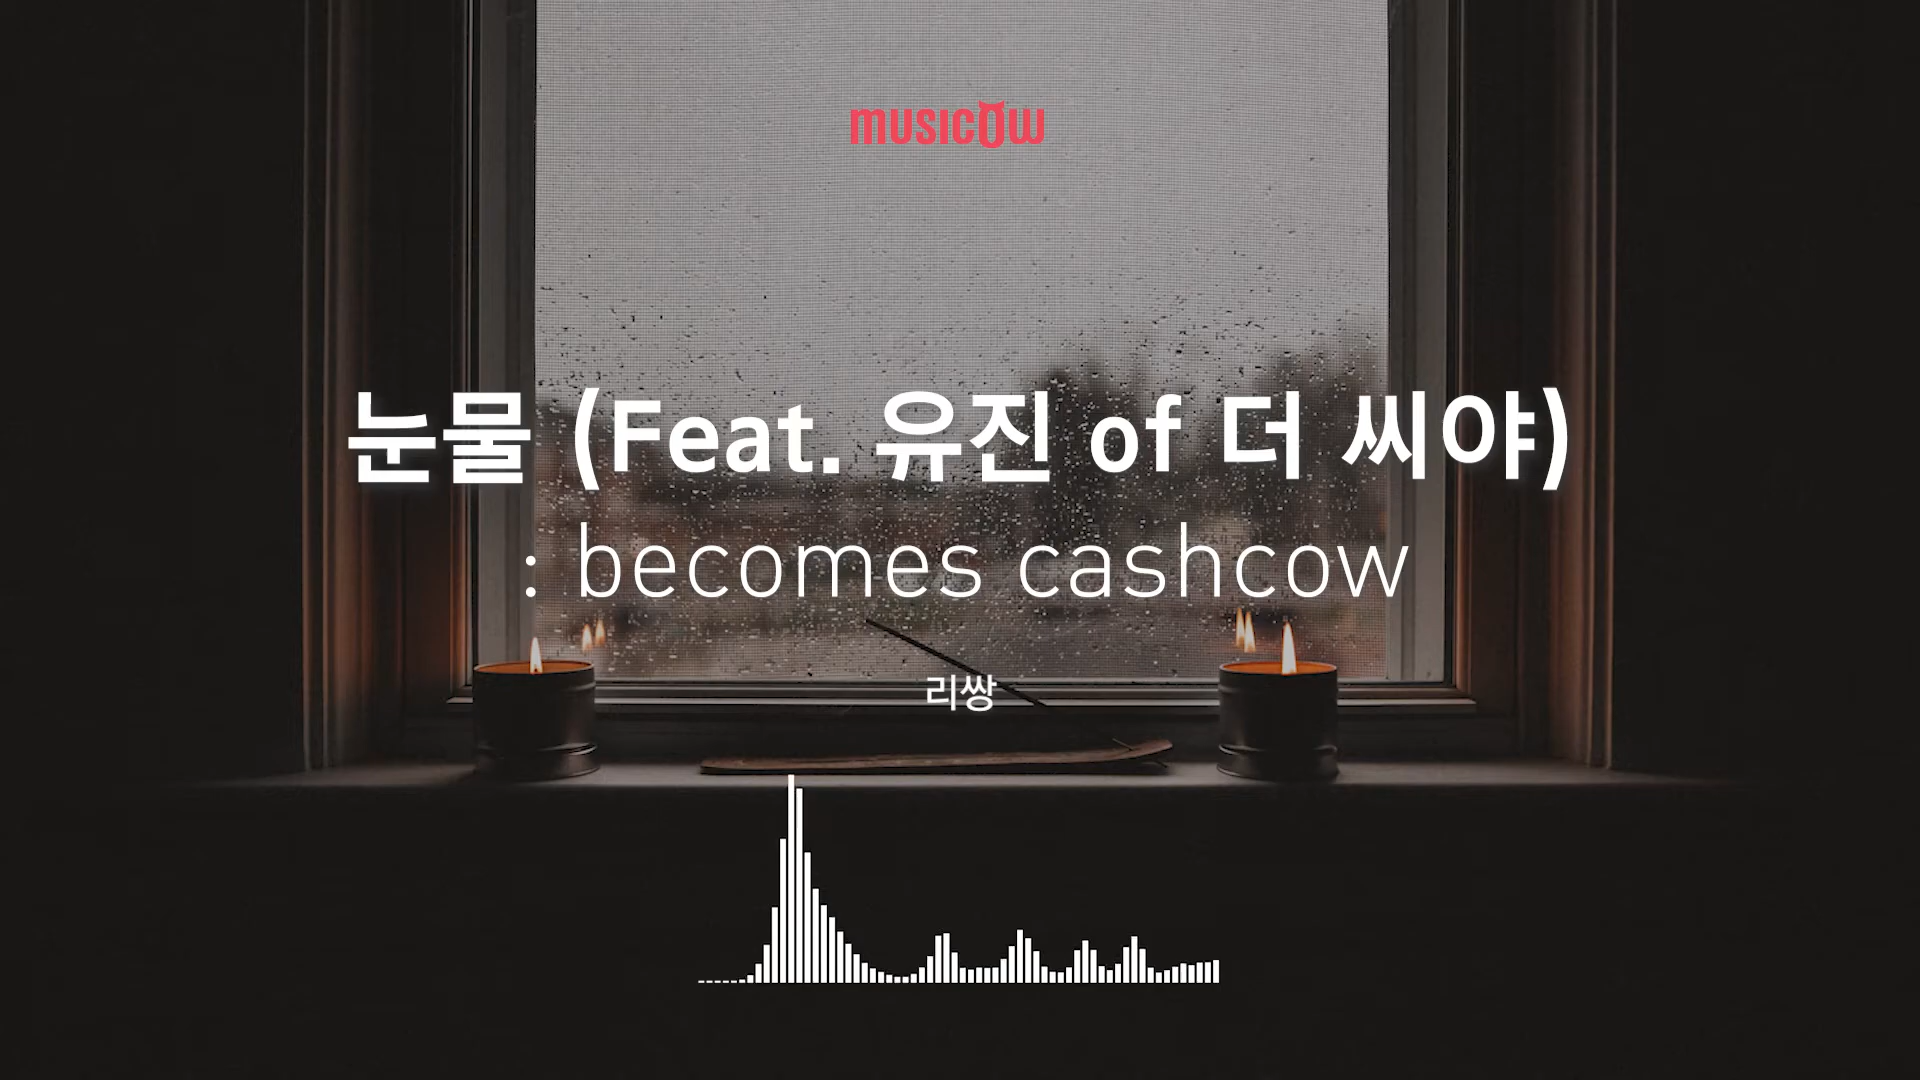 musicow
눈물 (Feat. 유진 of 더 씨야)
: becomes cashcow
리쌍